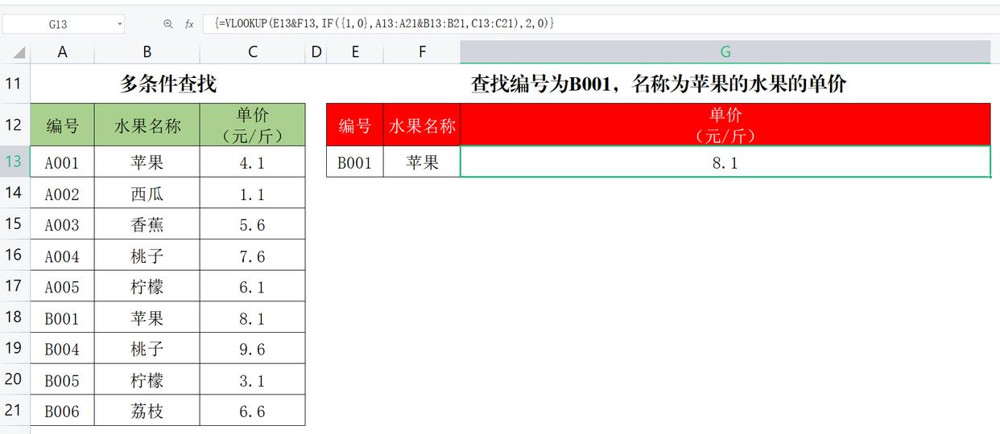 G13 fx {=VLOOKUP(E13&F13,IF({1,0},A13:A21&B13:B21,C13:C21),2,0)}
A B C D E F G
11 多条件查找 查找编号为B001，名称为苹果的水果的单价
12 编号 水果名称 单价（元/斤） 编号 水果名称 单价（元/斤）
13 A001 苹果 4.1 B001 苹果 8.1
14 A002 西瓜 1.1
15 A003 香蕉 5.6
16 A004 桃子 7.6
17 A005 柠檬 6.1
18 B001 苹果 8.1
19 B004 桃子 9.6
20 B005 柠檬 3.1
21 B006 荔枝 6.6